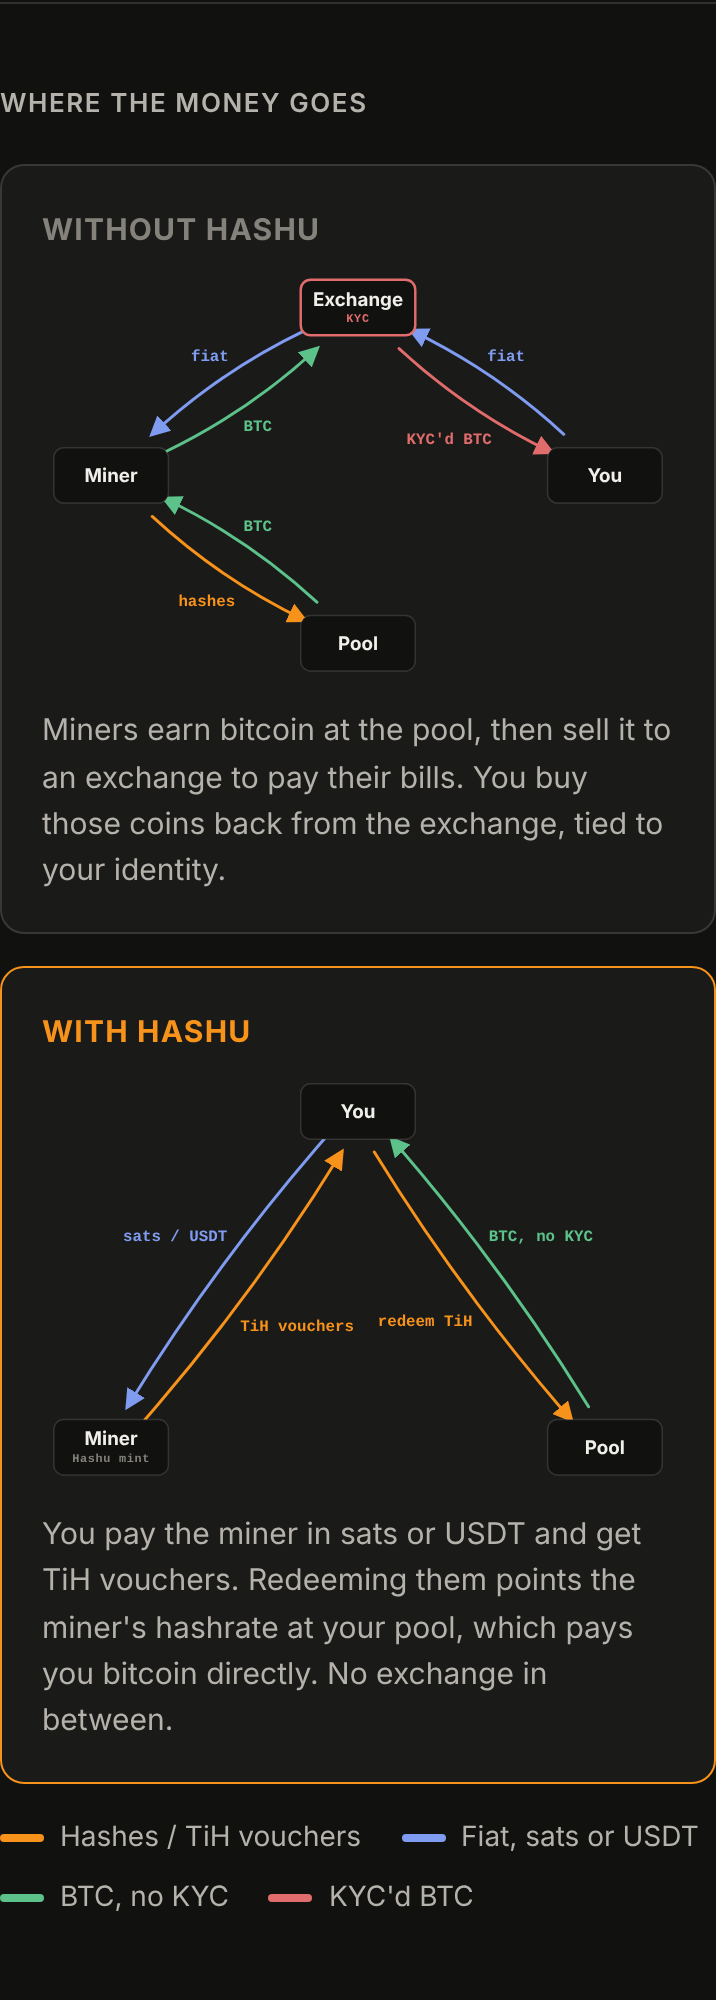 WHERE THE MONEY GOES
WITHOUT HASHU
Exchange
KYC
fiat
fiat
BTC
KYC'd BTC
Miner
You
BTC
hashes
Pool
Miners earn bitcoin at the pool, then sell it to
an exchange to pay their bills. You buy
those coins back from the exchange, tied to
your identity.
WITH HASHU
You
sats / USDT
BTC, no KYC
TiH vouchers
redeem TiH
Miner
Hashu mint
Pool
You pay the miner in sats or USDT and get
TiH vouchers. Redeeming them points the
miner's hashrate at your pool, which pays
you bitcoin directly. No exchange in
between.
Hashes / TiH vouchers
Fiat, sats or USDT
BTC, no KYC
KYC'd BTC